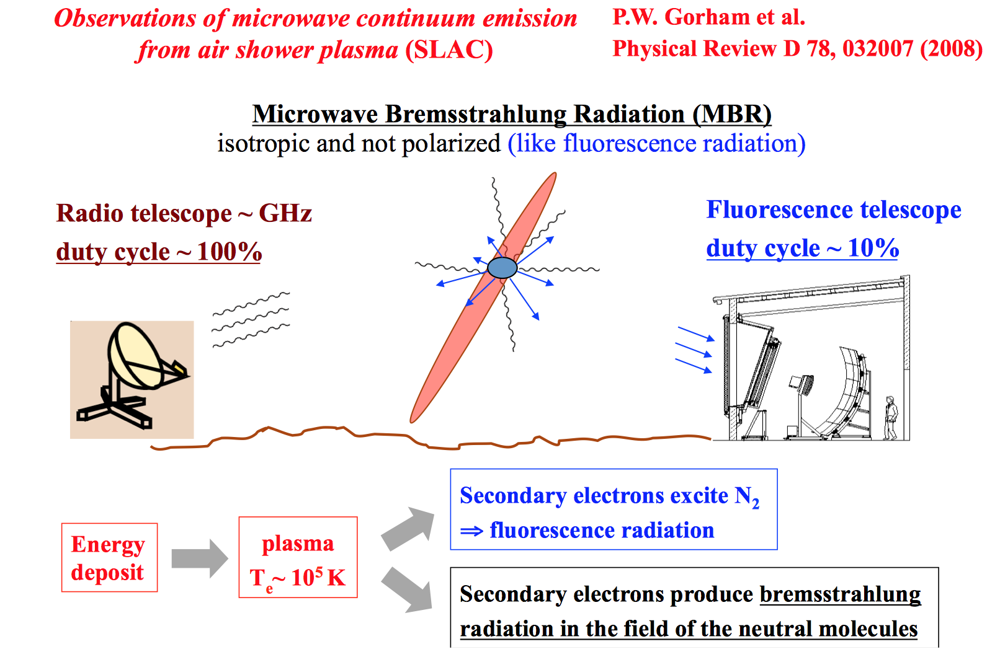 Observations of microwave continuum emission
from air shower plasma (SLAC)
P.W. Gorham et al.
Physical Review D 78, 032007 (2008)
Microwave Bremsstrahlung Radiation (MBR)
isotropic and not polarized (like fluorescence radiation)
Radio telescope ~ GHz
duty cycle ~ 100%
Fluorescence telescope
duty cycle ~ 10%
Energy
deposit
plasma
Te~ 10⁵ K
Secondary electrons excite N₂
⇒ fluorescence radiation
Secondary electrons produce bremsstrahlung
radiation in the field of the neutral molecules